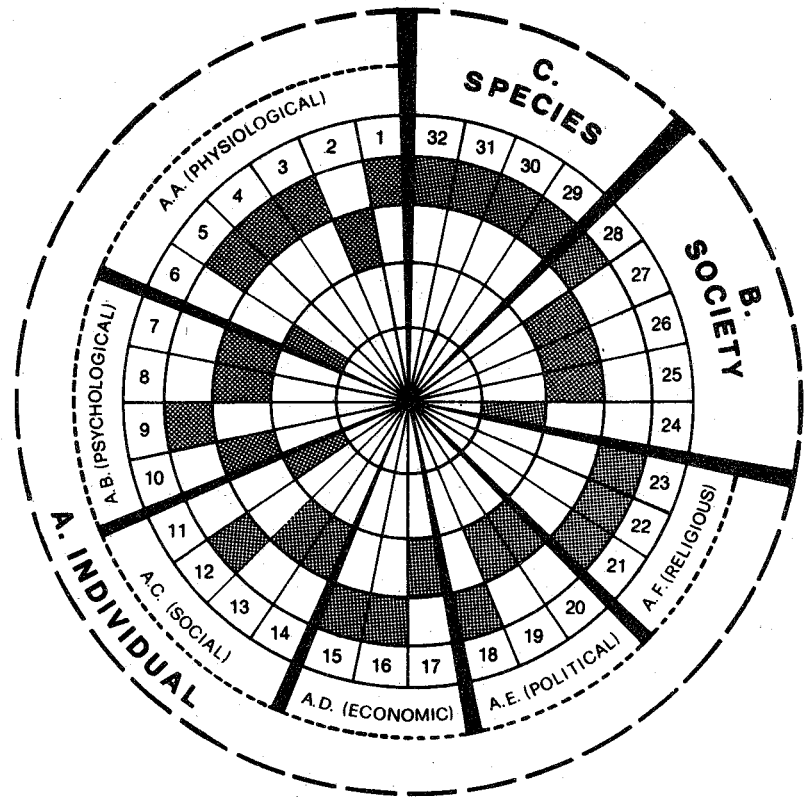 C.
SPECIES
B.
SOCIETY
A. INDIVIDUAL
A.A. (PHYSIOLOGICAL)
A.B. (PSYCHOLOGICAL)
A.C. (SOCIAL)
A.D. (ECONOMIC)
A.E. (POLITICAL)
A.F. (RELIGIOUS)
1
2
3
4
5
6
7
8
9
10
11
12
13
14
15
16
17
18
19
20
21
22
23
24
25
26
27
28
29
30
31
32